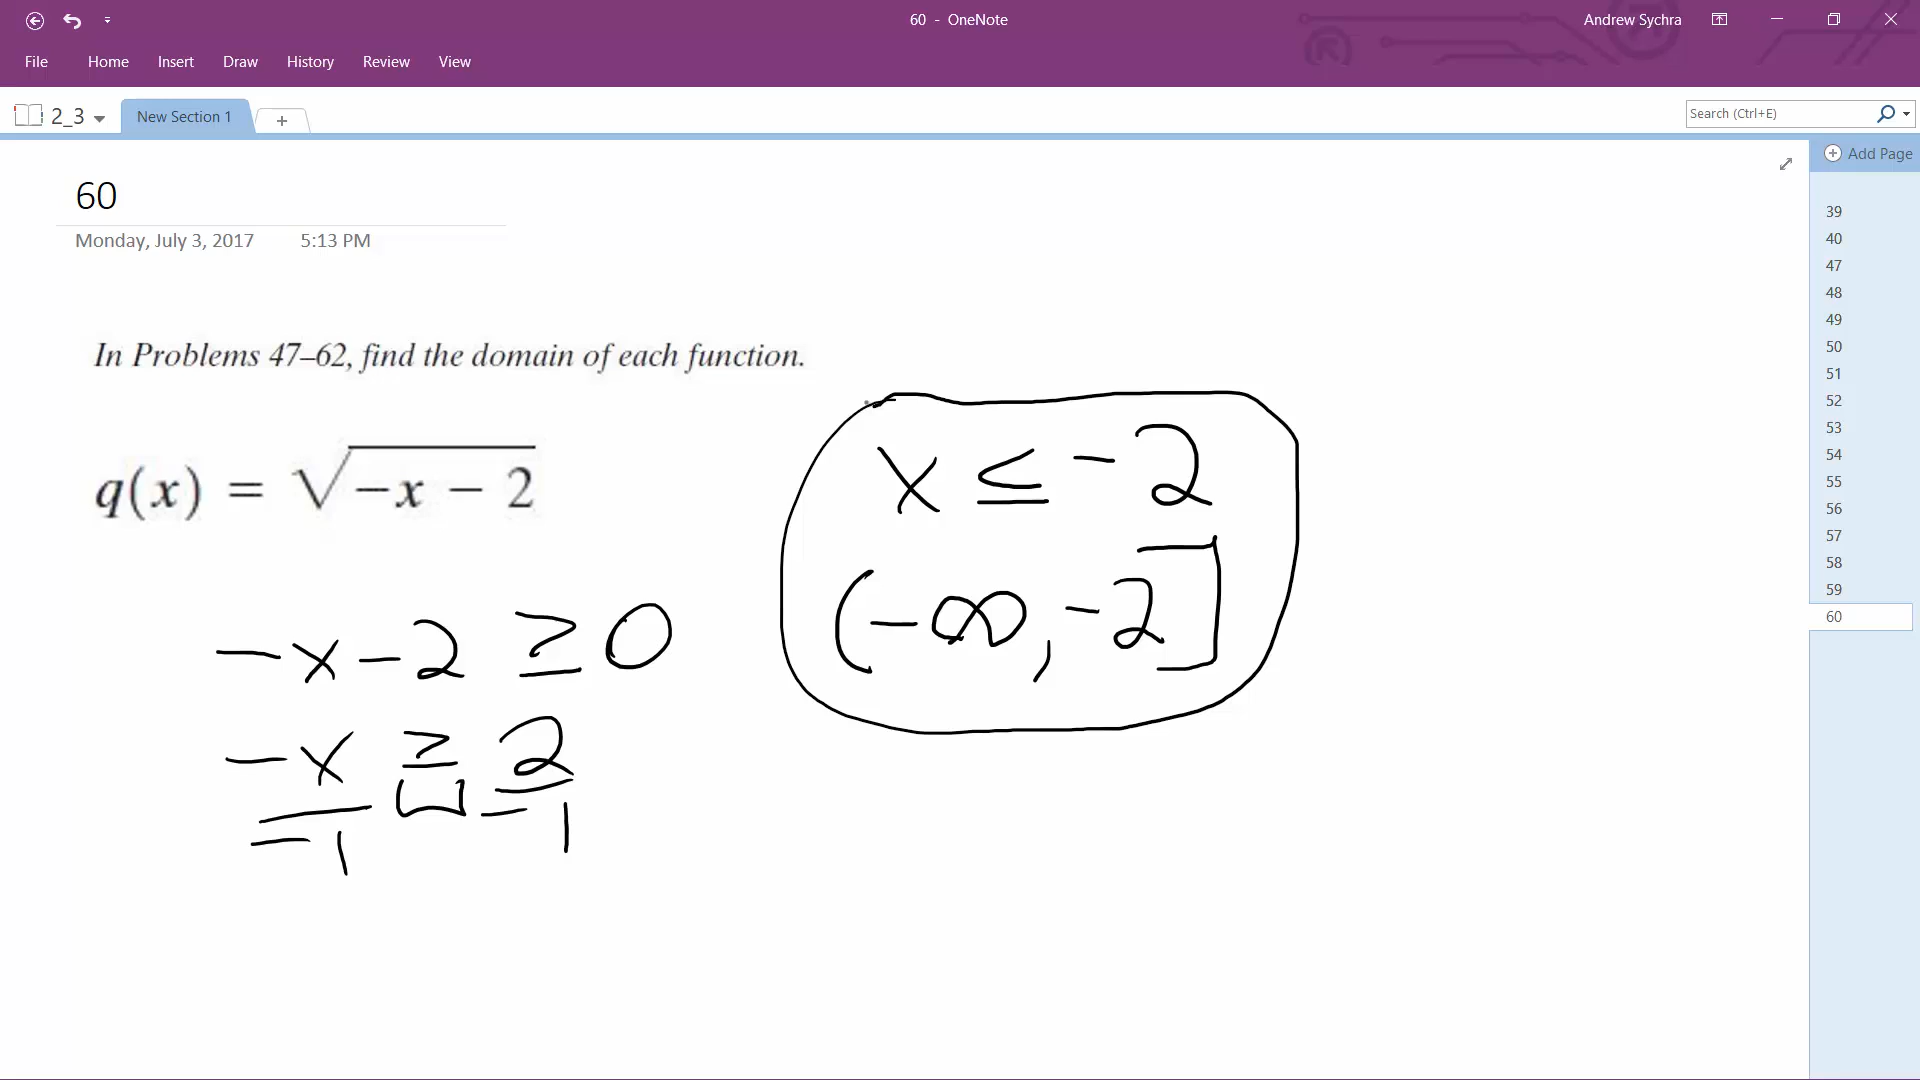 60 - OneNote
Andrew Sychra
File Home Insert Draw History Review View
2_3
New Section 1
+
Search (Ctrl+E)
Add Page
60
Monday, July 3, 2017 5:13 PM
In Problems 47–62, find the domain of each function.
q(x) = √-x - 2
-x-2 ≥ 0
-x ≥ 2
-1 -1
x ≤ -2
(-∞, -2]
39
40
47
48
49
50
51
52
53
54
55
56
57
58
59
60